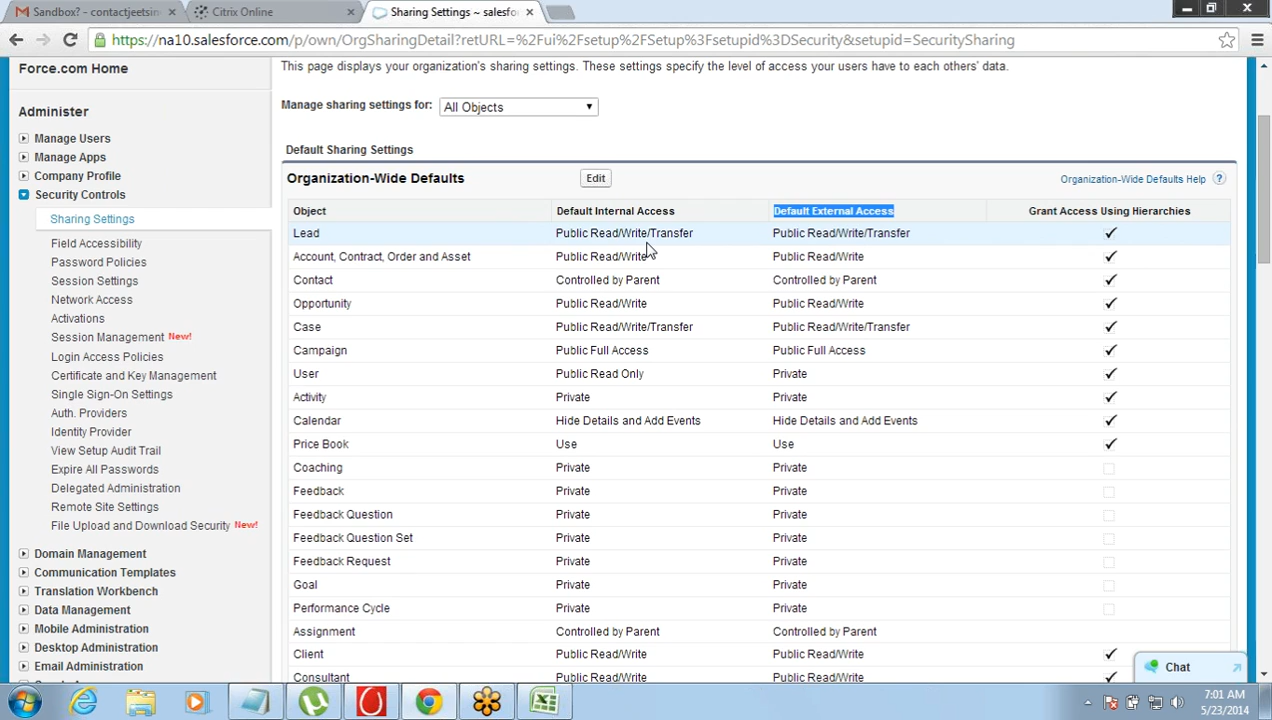 Sandbox? - contactjeetsin
Citrix Online
Sharing Settings ~ salesfo
https://na10.salesforce.com/p/own/OrgSharingDetail?retURL=%2Fui%2Fsetup%2FSetup%3Fsetupid%3DSecurity&setupid=SecuritySharing
Force.com Home
This page displays your organization's sharing settings. These settings specify the level of access your users have to each others' data.
Administer
Manage sharing settings for: All Objects
Manage Users
Manage Apps
Company Profile
Security Controls
Sharing Settings
Field Accessibility
Password Policies
Session Settings
Network Access
Activations
Session Management New!
Login Access Policies
Certificate and Key Management
Single Sign-On Settings
Auth. Providers
Identity Provider
View Setup Audit Trail
Expire All Passwords
Delegated Administration
Remote Site Settings
File Upload and Download Security New!
Domain Management
Communication Templates
Translation Workbench
Data Management
Mobile Administration
Desktop Administration
Email Administration
Default Sharing Settings
Organization-Wide Defaults Edit Organization-Wide Defaults Help ?
Object Default Internal Access Default External Access Grant Access Using Hierarchies
Lead Public Read/Write/Transfer Public Read/Write/Transfer
Account, Contract, Order and Asset Public Read/Write Public Read/Write
Contact Controlled by Parent Controlled by Parent
Opportunity Public Read/Write Public Read/Write
Case Public Read/Write/Transfer Public Read/Write/Transfer
Campaign Public Full Access Public Full Access
User Public Read Only Private
Activity Private Private
Calendar Hide Details and Add Events Hide Details and Add Events
Price Book Use Use
Coaching Private Private
Feedback Private Private
Feedback Question Private Private
Feedback Question Set Private Private
Feedback Request Private Private
Goal Private Private
Performance Cycle Private Private
Assignment Controlled by Parent Controlled by Parent
Client Public Read/Write Public Read/Write
Consultant Public Read/Write Public Read/Write
Chat
7:01 AM
5/23/2014